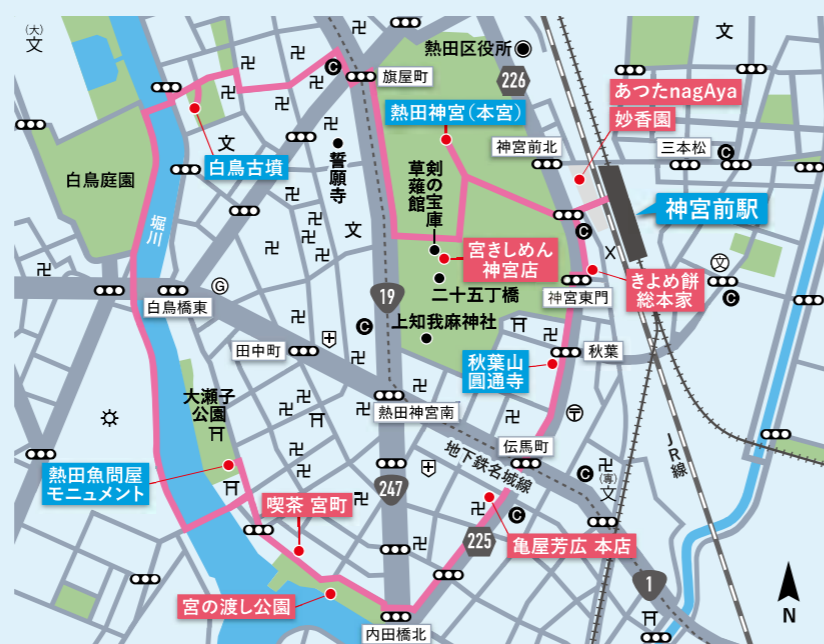 (大)
文
文
熱田区役所
226
旗屋町
あつたnagAya
熱田神宮(本宮)
妙香園
神宮前北
三本松
C
C
白鳥古墳
文
誓願寺
白鳥庭園
剣の宝庫
草薙館
神宮前駅
堀川
文
C
宮きしめん
神宮店
きよめ餅
総本家
文
C
G
19
二十五丁橋
神宮東門
白鳥橋東
C
上知我麻神社
田中町
秋葉山
圓通寺
秋葉
大瀬子
公園
熱田神宮南
JR線
伝馬町
地下鉄名城線
熱田魚問屋
モニュメント
C
(専)
文
247
喫茶 宮町
C
225
亀屋芳広 本店
1
宮の渡し公園
内田橋北
N